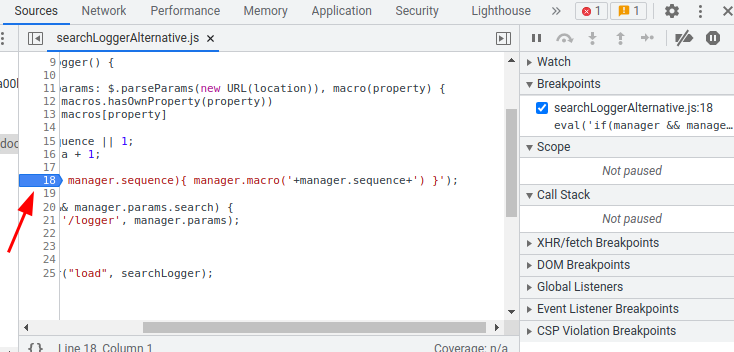 Sources Network Performance Memory Application Security Lighthouse » 1 1
searchLoggerAlternative.js ×
9 ogger() {
10
11 params: $.parseParams(new URL(location)), macro(property) {
12 macros.hasOwnProperty(property))
13 macros[property]
14
15 quence || 1;
16 a + 1;
17
18 manager.sequence){ manager.macro('+manager.sequence+') }');
19
20 && manager.params.search) {
21 '/logger', manager.params);
22
23
24
25 r("load", searchLogger);
{} Line 18, Column 1 Coverage: n/a
a00
doc
Watch
Breakpoints
searchLoggerAlternative.js:18
eval('if(manager && manage…
Scope
Not paused
Call Stack
Not paused
XHR/fetch Breakpoints
DOM Breakpoints
Global Listeners
Event Listener Breakpoints
CSP Violation Breakpoints